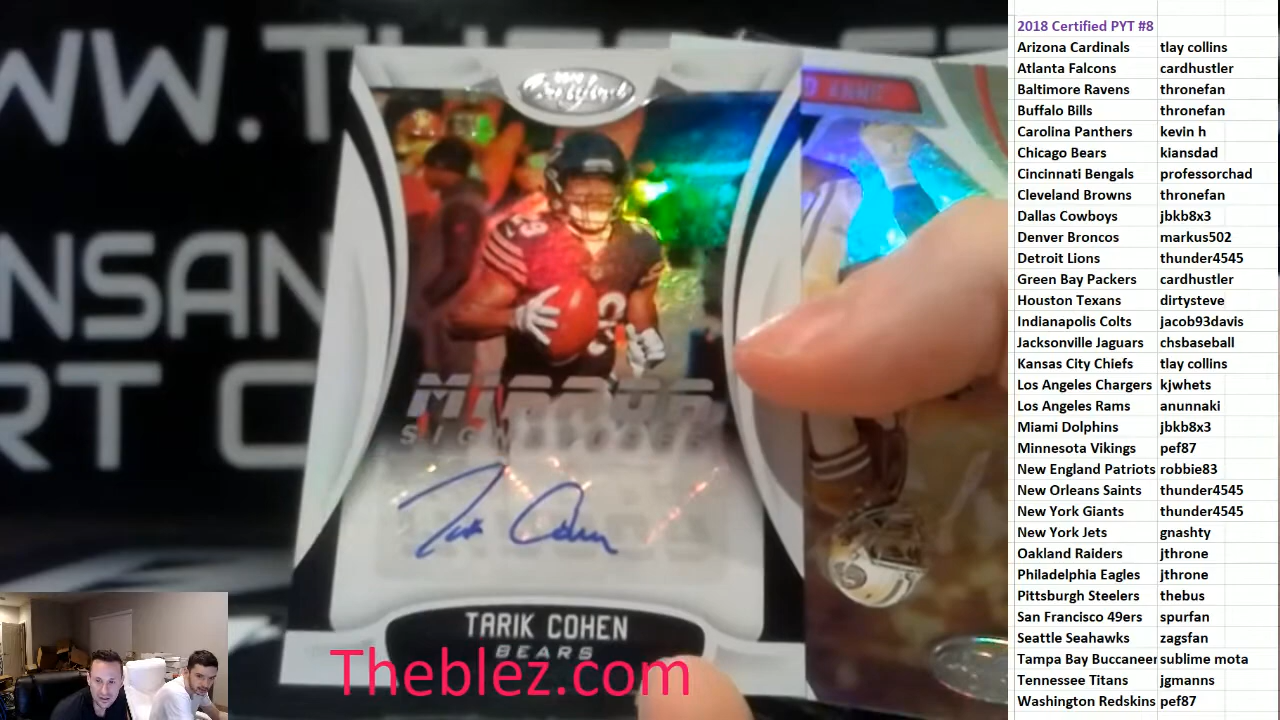 WW.TH
NSAN
RT C
MIRROR
SIGNATURES
Tarik Cohen
TARIK COHEN
BEARS
Theblez.com
2018 Certified PYT #8
Arizona Cardinals tlay collins
Atlanta Falcons cardhustler
Baltimore Ravens thronefan
Buffalo Bills thronefan
Carolina Panthers kevin h
Chicago Bears kiansdad
Cincinnati Bengals professorchad
Cleveland Browns thronefan
Dallas Cowboys jbkb8x3
Denver Broncos markus502
Detroit Lions thunder4545
Green Bay Packers cardhustler
Houston Texans dirtysteve
Indianapolis Colts jacob93davis
Jacksonville Jaguars chsbaseball
Kansas City Chiefs tlay collins
Los Angeles Chargers kjwhets
Los Angeles Rams anunnaki
Miami Dolphins jbkb8x3
Minnesota Vikings pef87
New England Patriots robbie83
New Orleans Saints thunder4545
New York Giants thunder4545
New York Jets gnashty
Oakland Raiders jthrone
Philadelphia Eagles jthrone
Pittsburgh Steelers thebus
San Francisco 49ers spurfan
Seattle Seahawks zagsfan
Tampa Bay Buccaneer sublime mota
Tennessee Titans jgmanns
Washington Redskins pef87